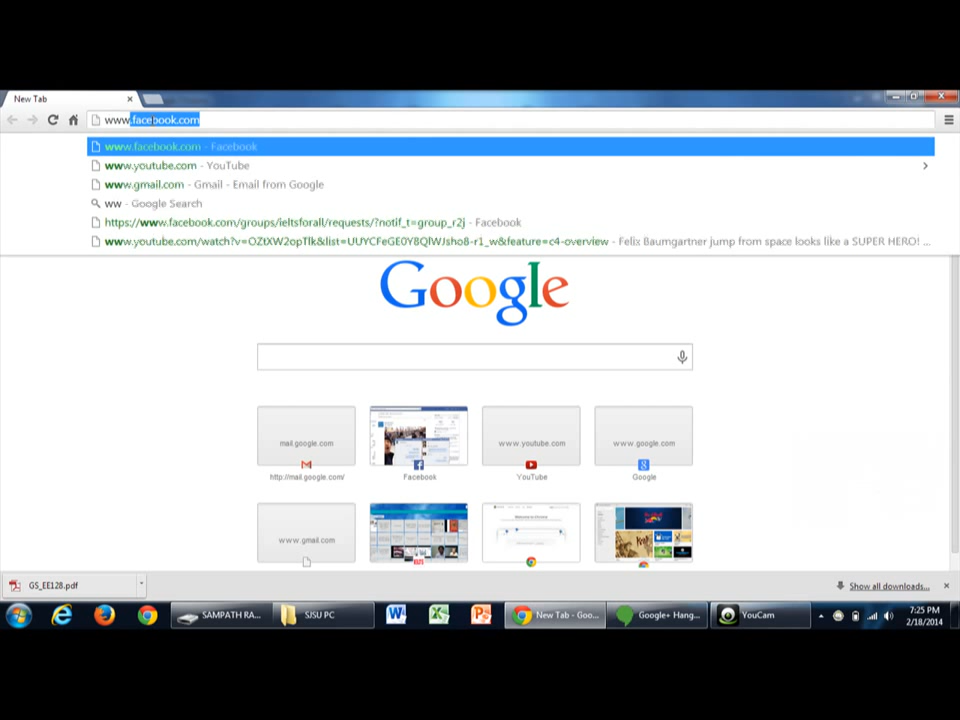 New Tab
www.facebook.com
www.facebook.com - Facebook
www.youtube.com - YouTube
www.gmail.com - Gmail - Email from Google
ww - Google Search
https://www.facebook.com/groups/ieltsforall/requests/?notif_t=group_r2j - Facebook
www.youtube.com/watch?v=OZtXW2opTlk&list=UUYCFeGE0Y8QlWJsho8-r1_w&feature=c4-overview - Felix Baumgartner jump from space looks like a SUPER HERO! ...
Google
mail.google.com
www.youtube.com
www.google.com
http://mail.google.com/
Facebook
YouTube
Google
www.gmail.com
GS_EE128.pdf
Show all downloads...
SAMPATH RA...
SJSU PC
New Tab - Goo...
Google+ Hang...
YouCam
7:25 PM
2/18/2014